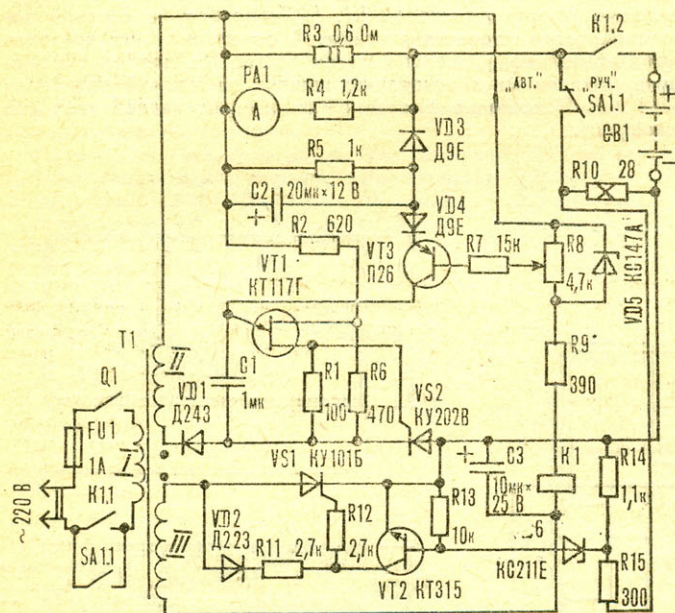 R3 0,6 Ом
К1.2
PA1
A
R4 1,2к
„АВТ.”
„РУЧ.”
SA1.1
+
GB1
−
R5 1к
VD3
Д9Е
C2 20мк×12 В
+
R10 28
R2 620
VD4
Д9Е
VT3
П26
R7 15к
R8
4,7к
VD5 КС147А
VT1
КТ117Г
T1
II
Q1
VD1
Д243
C1
1мк
R1
100
R6
470
VS2
КУ202В
R9*
390
FU1
1А
I
VS1 КУ101Б
C3
+
10мк×
25 В
К1
R14
1,1к
~ 220 В
К1.1
SA1.1
III
VD2
Д223
R11 2,7к
R12
2,7к
R13
10к
VT2 КТ315
КС211Е
R15
300